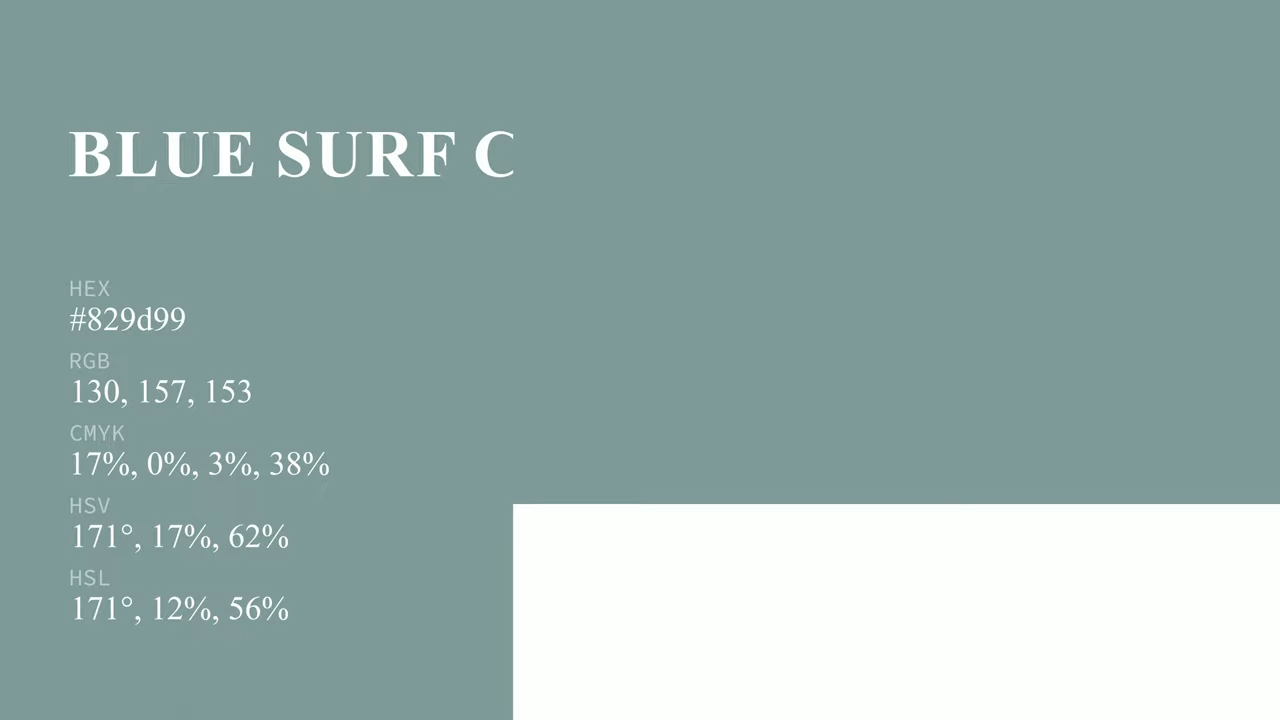 BLUE SURF C
HEX
#829d99
RGB
130, 157, 153
CMYK
17%, 0%, 3%, 38%
HSV
171°, 17%, 62%
HSL
171°, 12%, 56%